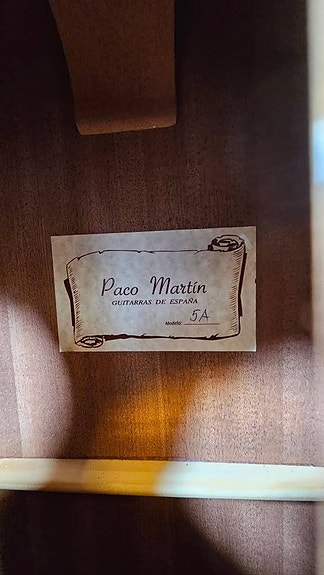 Paco Martín
GUITARRAS DE ESPAÑA
Modelo: 5A